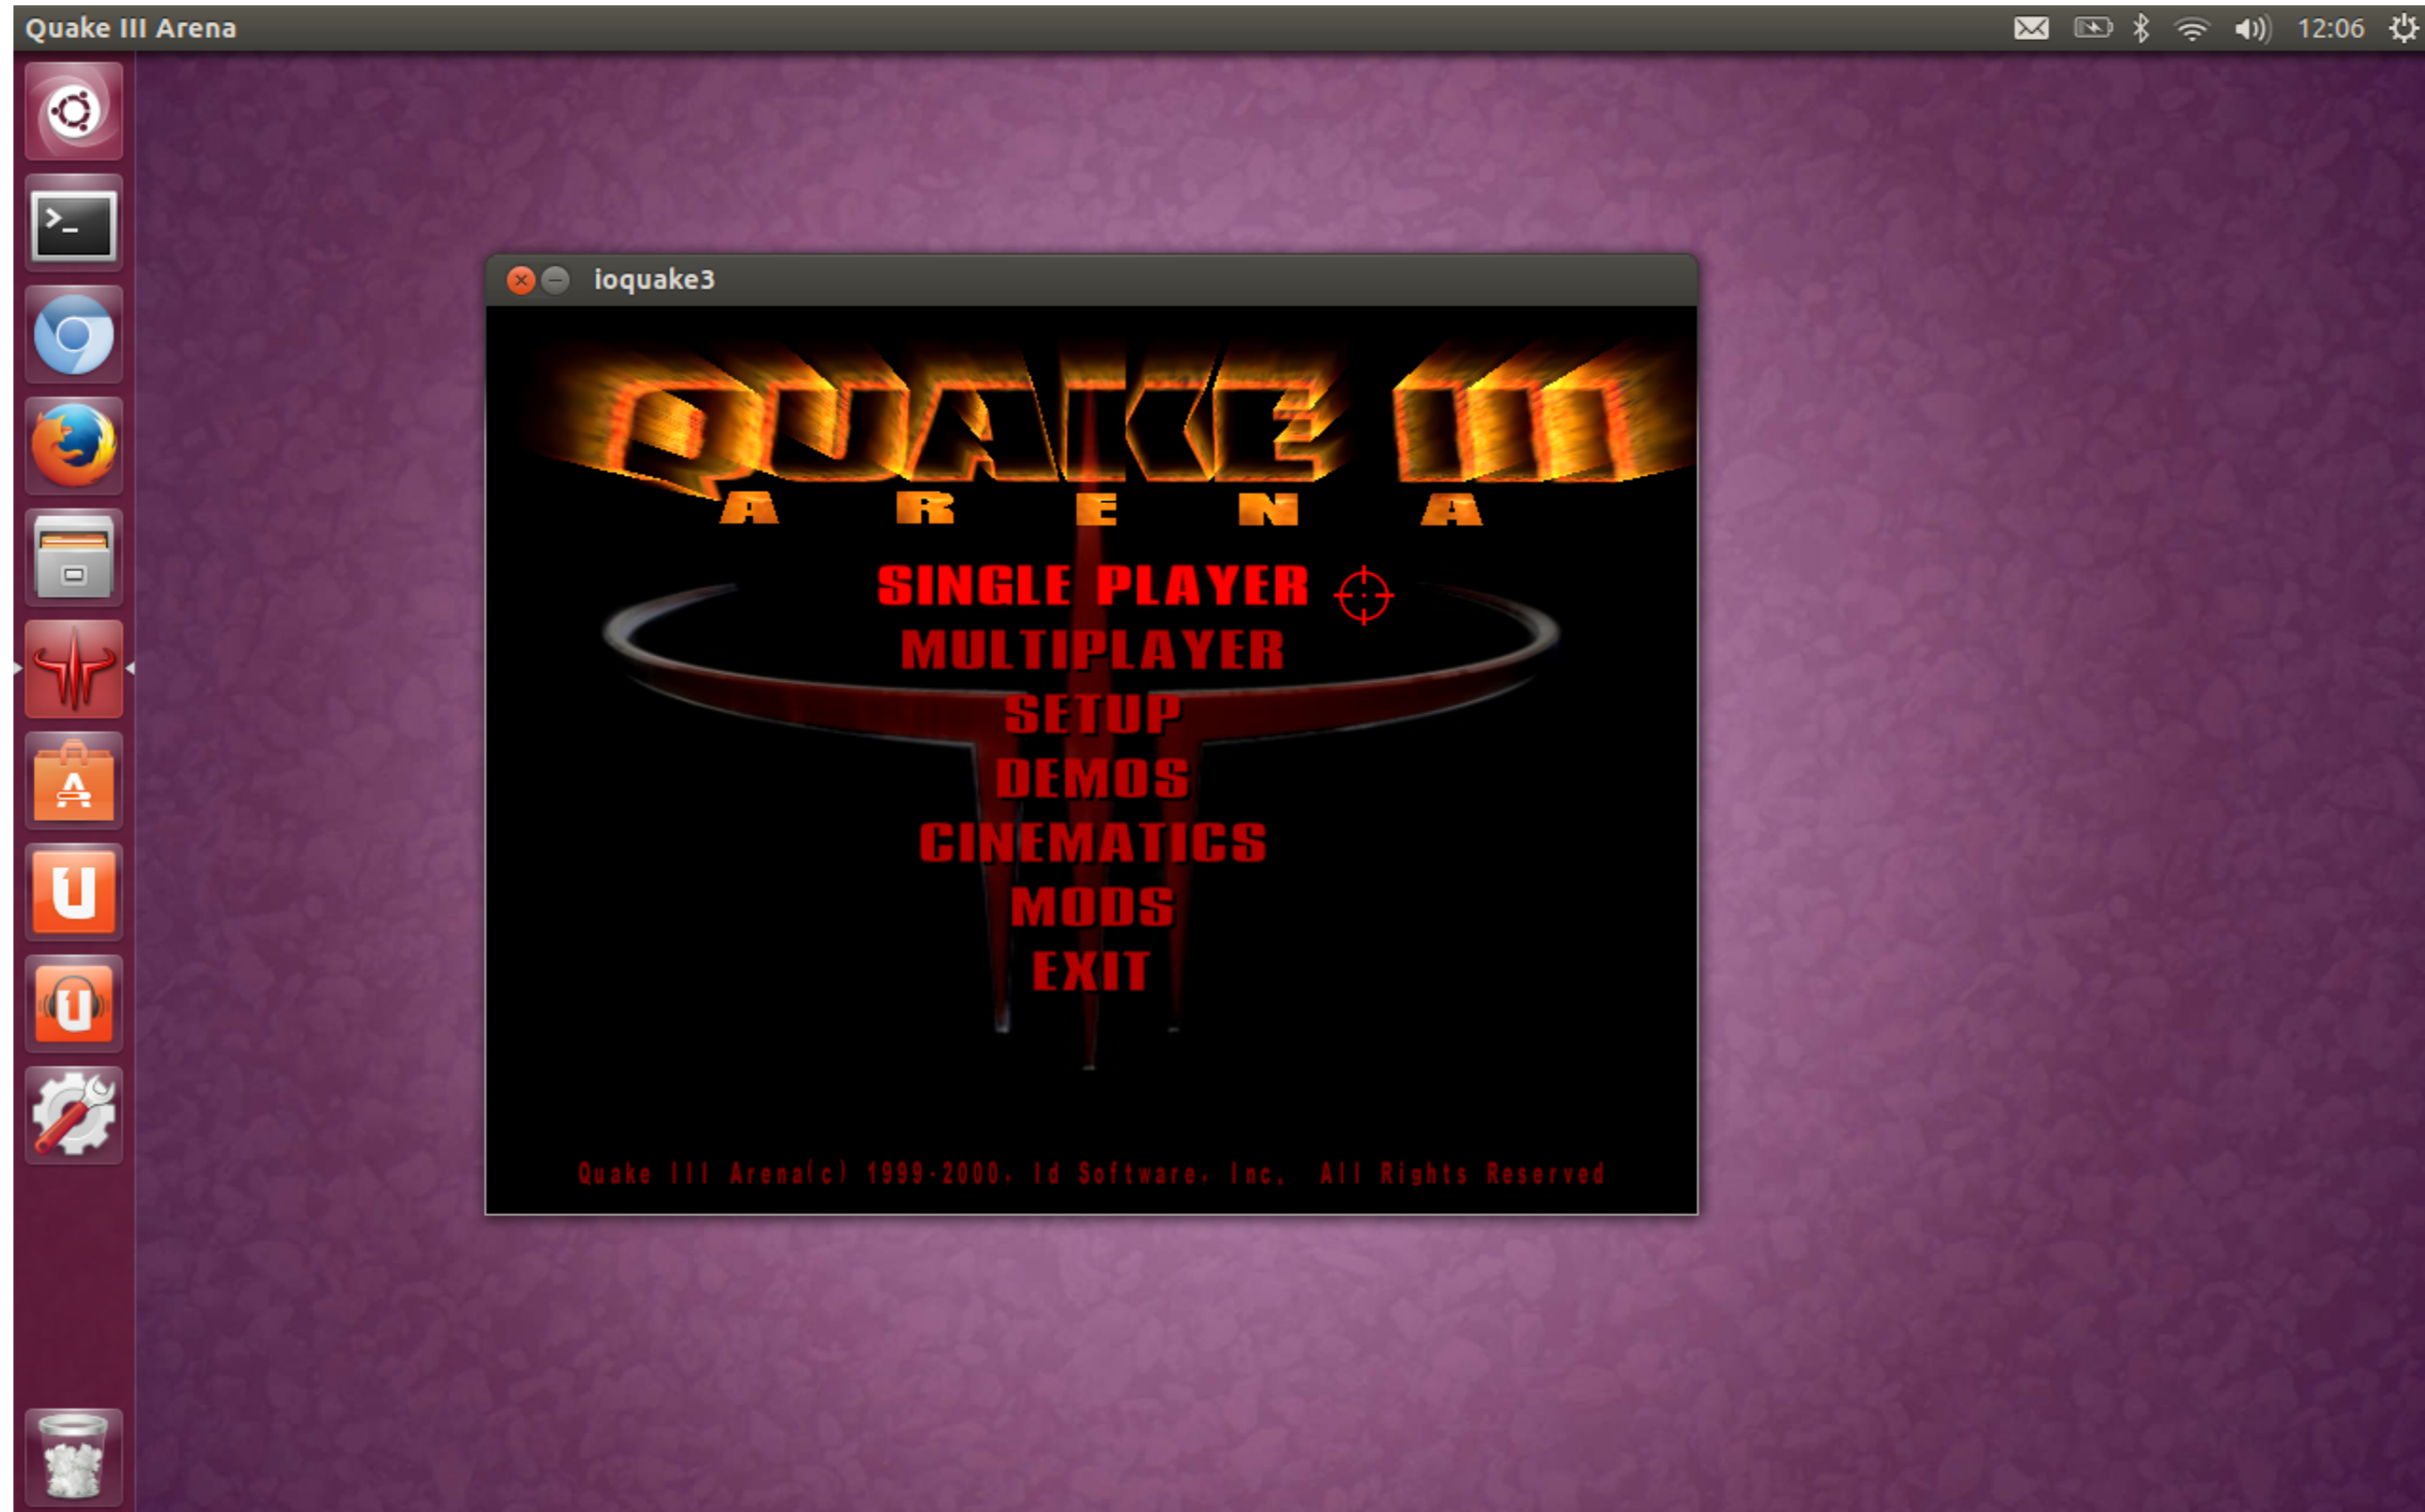 Quake III Arena
12:06
ioquake3
QUAKE III
ARENA
SINGLE PLAYER
MULTIPLAYER
SETUP
DEMOS
CINEMATICS
MODS
EXIT
Quake III Arena(c) 1999-2000, Id Software, Inc. All Rights Reserved